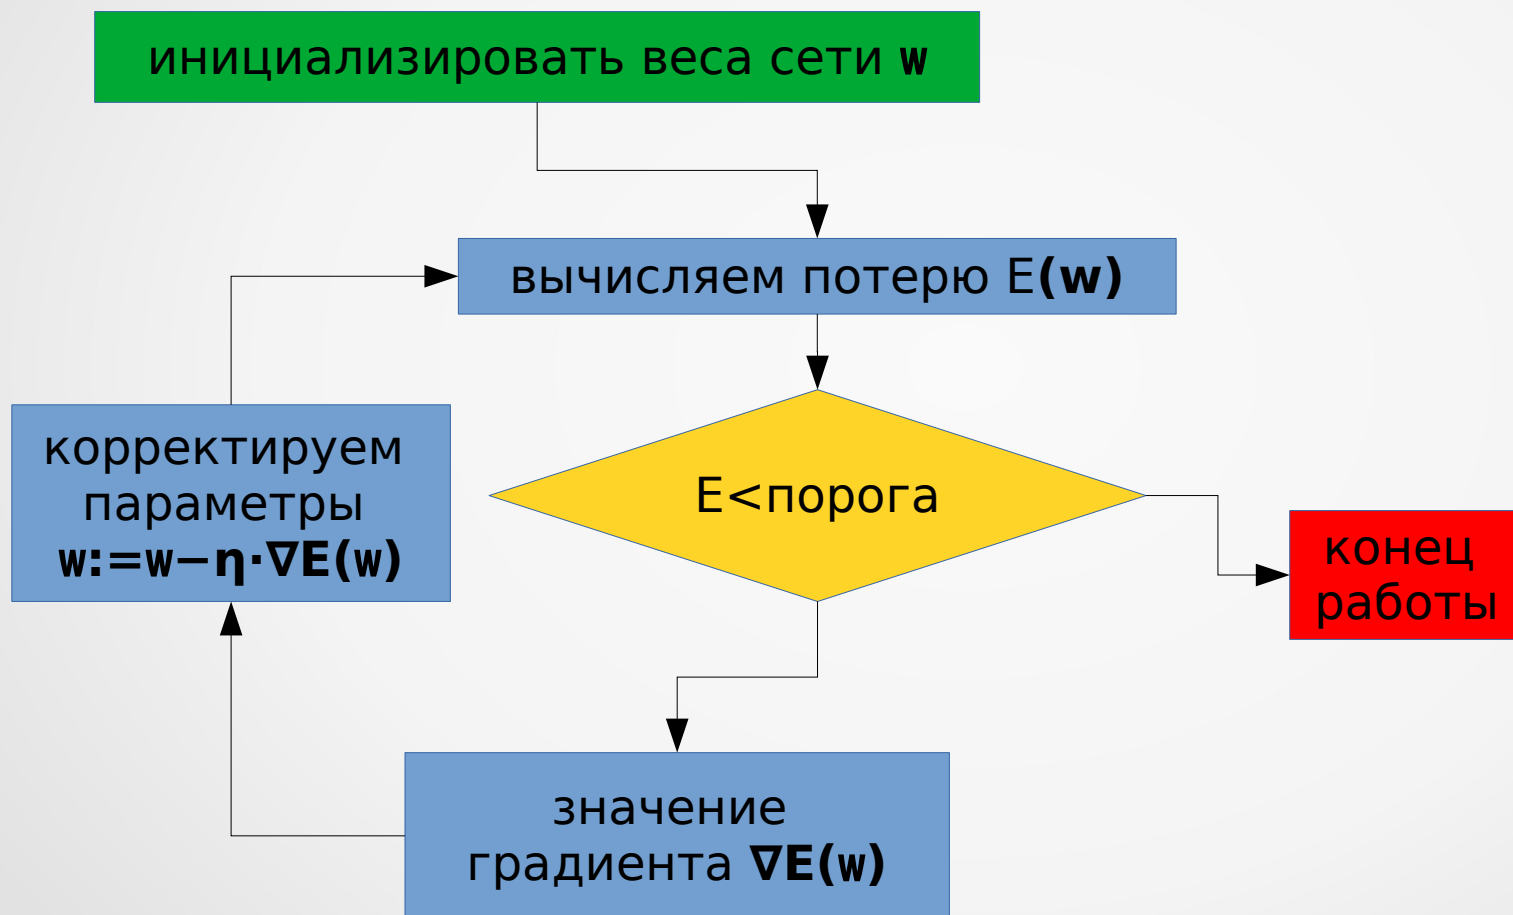 инициализировать веса сети w
вычисляем потерю E(w)
корректируем
параметры
w:=w−η·∇E(w)
E<порога
конец
работы
значение
градиента ∇E(w)